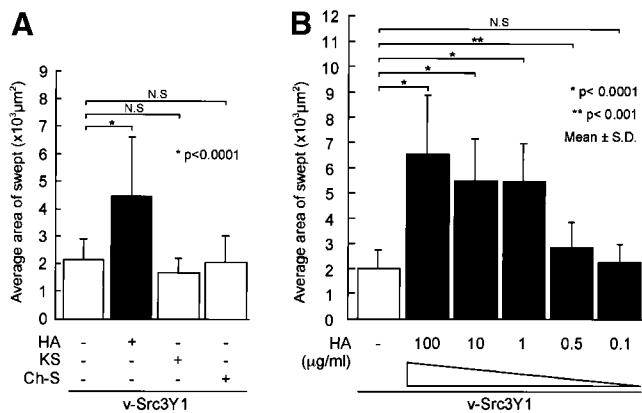 A
N.S
N.S
*
* p<0.0001
Average area of swept (x10³µm²)
9
8
7
6
5
4
3
2
1
0
HA - + - -
KS - - + -
Ch-S - - - +
v-Src3Y1
B
N.S
**
*
*
*
* p< 0.0001
** p< 0.001
Mean ± S.D.
Average area of swept (x10³µm²)
12
11
10
9
8
7
6
5
4
3
2
1
0
HA - 100 10 1 0.5 0.1
(µg/ml)
v-Src3Y1